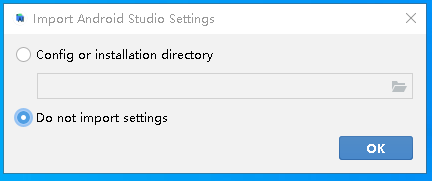 Import Android Studio Settings
Config or installation directory
Do not import settings
OK